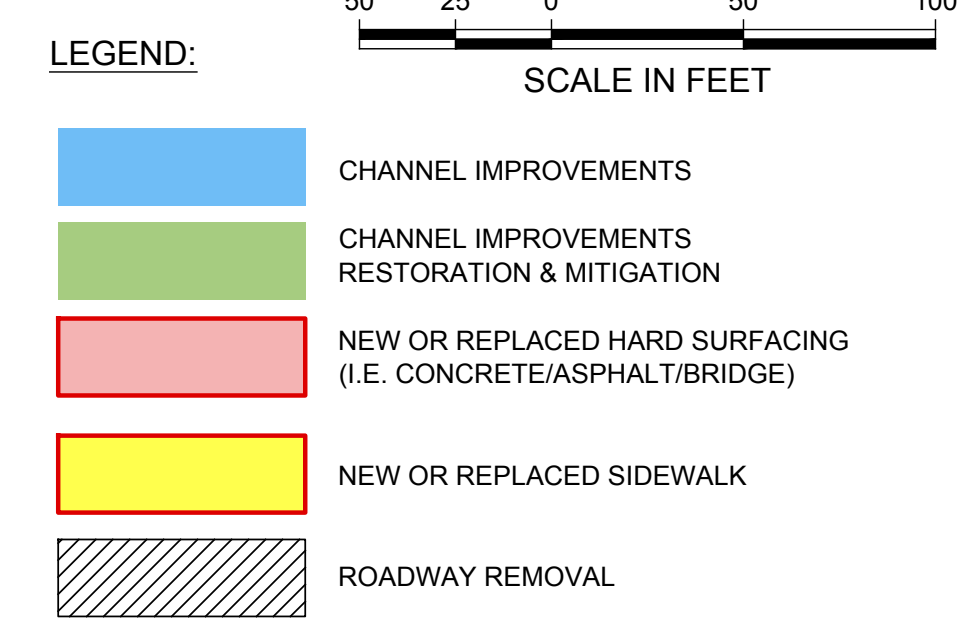 50 25 0 50 100
LEGEND:
SCALE IN FEET
CHANNEL IMPROVEMENTS
CHANNEL IMPROVEMENTS
RESTORATION & MITIGATION
NEW OR REPLACED HARD SURFACING
(I.E. CONCRETE/ASPHALT/BRIDGE)
NEW OR REPLACED SIDEWALK
ROADWAY REMOVAL